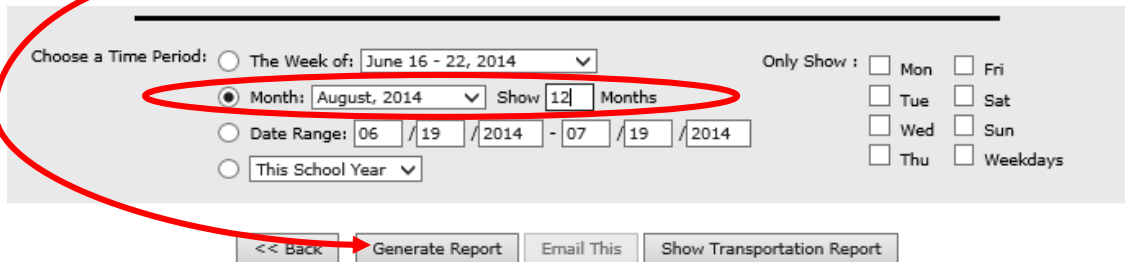 Choose a Time Period: The Week of: June 16 - 22, 2014 Only Show : Mon Fri
Month: August, 2014 Show 12 Months Tue Sat
Date Range: 06 / 19 / 2014 - 07 / 19 / 2014 Wed Sun
This School Year Thu Weekdays
<< Back Generate Report Email This Show Transportation Report